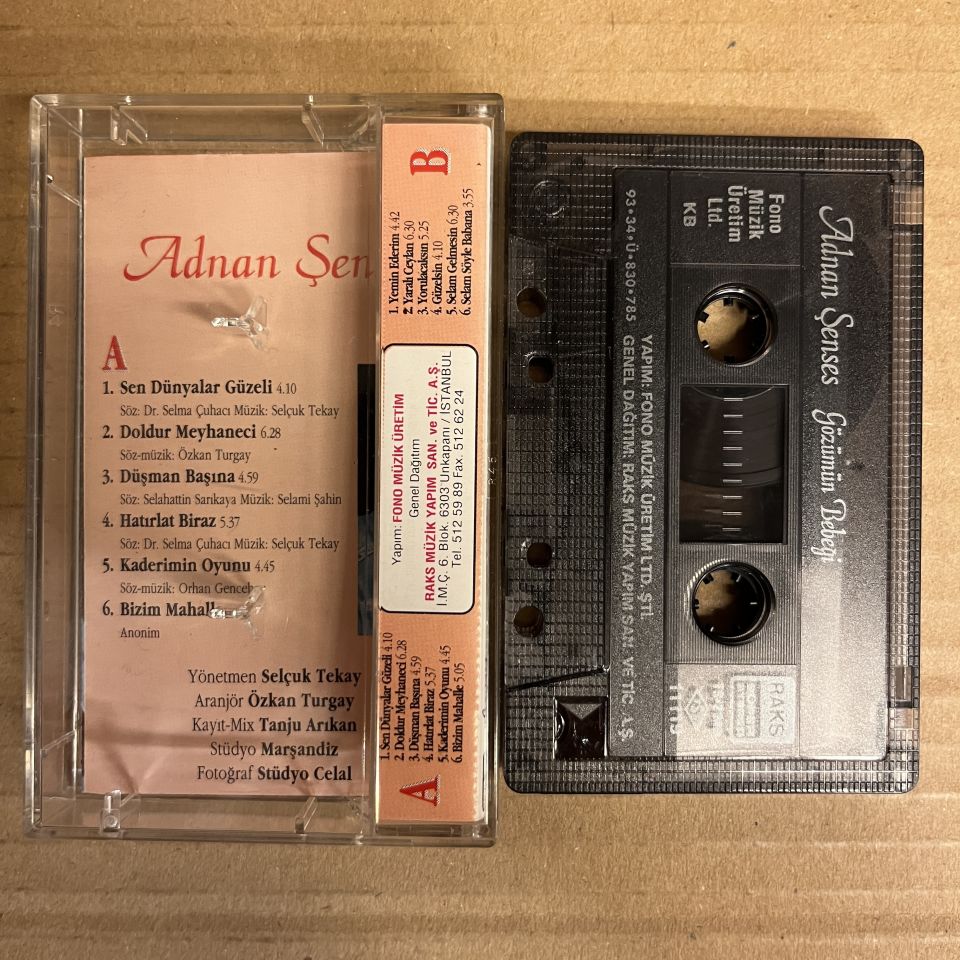 Adnan Şen
A
1. Sen Dünyalar Güzeli 4.10
Söz: Dr. Selma Çuhacı Müzik: Selçuk Tekay
2. Doldur Meyhaneci 6.28
Söz-müzik: Özkan Turgay
3. Düşman Başına 4.59
Söz: Selahattin Sarıkaya Müzik: Selami Şahin
4. Hatırlat Biraz 5.37
Söz: Dr. Selma Çuhacı Müzik: Selçuk Tekay
5. Kaderimin Oyunu 4.45
Söz-müzik: Orhan Genceb
6. Bizim Mahall
Anonim
Yönetmen Selçuk Tekay
Aranjör Özkan Turgay
Kayıt-Mix Tanju Arıkan
Stüdyo Marşandiz
Fotoğraf Stüdyo Celal
A
1. Sen Dünyalar Güzeli 4.10
2. Doldur Meyhaneci 6.28
3. Düşman Başına 4.59
4. Hatırlat Biraz 5.37
5. Kaderimin Oyunu 4.45
6. Bizim Mahalle 5.05
Yapım: FONO MÜZİK ÜRETİM
Genel Dağıtım
RAKS MÜZİK YAPIM SAN. ve TİC. A.Ş.
I.M.Ç. 6. Blok. 6303 Unkapanı / İSTANBUL
Tel. 512 59 89 Fax. 512 62 24
B
1. Yemin Ederim 4.42
2. Yaralı Ceylan 6.30
3. Yorulacaksın 5.25
4. Güzelsin 4.10
5. Selam Gelmesin 6.30
6. Selam Söyle Babana 3.55
Adnan Şenses Gözümün Bebeği
Fono
Müzik
Üretim
Ltd.
KB
RAKS
YAPIM: FONO MÜZİK ÜRETİM LTD. ŞTİ.
GENEL DAĞITIM: RAKS MÜZİK YAPIM SAN. VE TİC. A.Ş
93•34•Ü•830•785